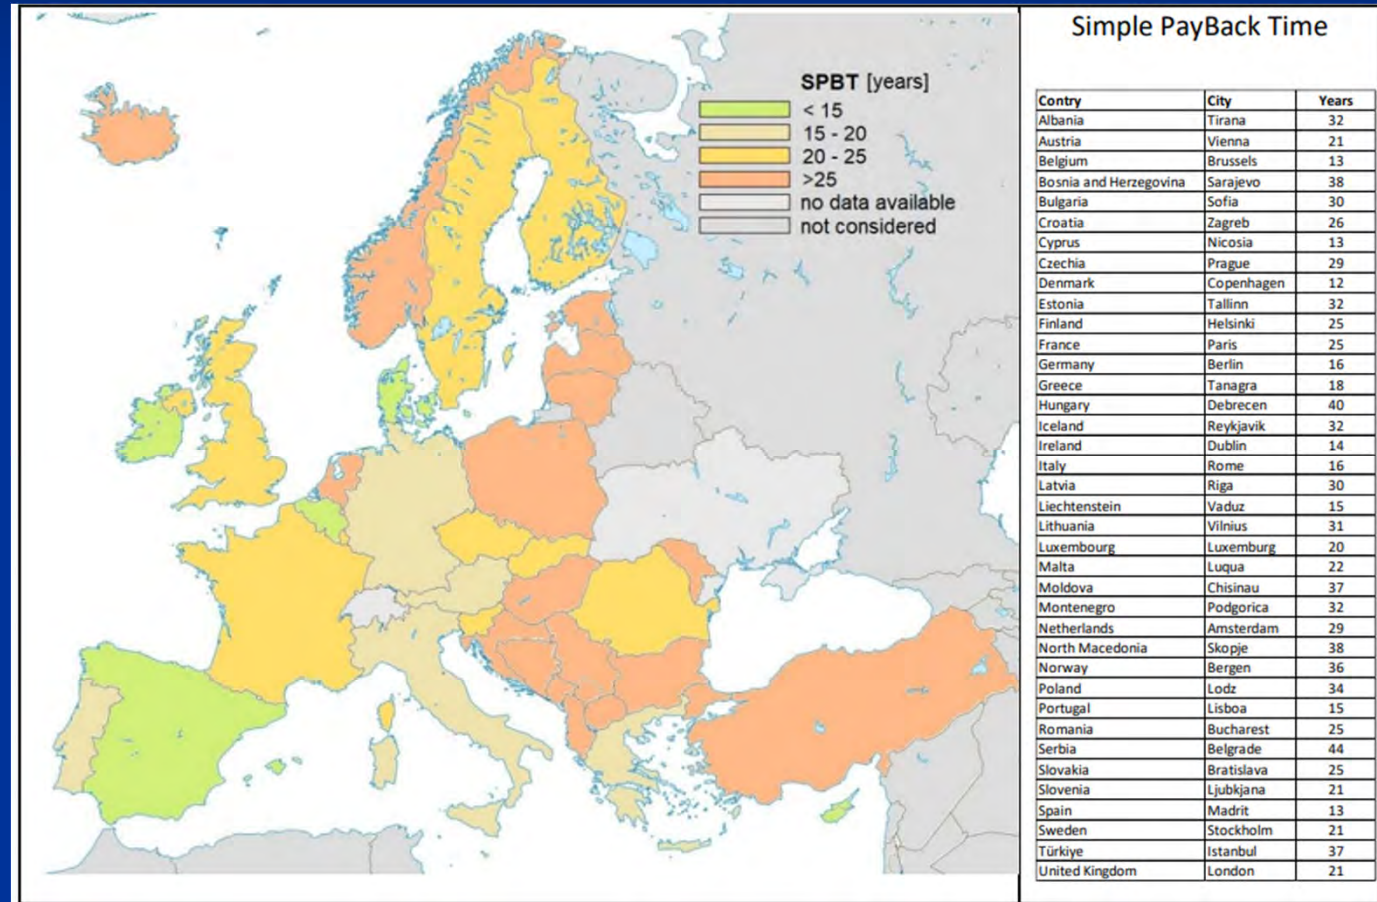 SPBT [years]
< 15
15 - 20
20 - 25
>25
no data available
not considered
Simple PayBack Time
Contry City Years
Albania Tirana 32
Austria Vienna 21
Belgium Brussels 13
Bosnia and Herzegovina Sarajevo 38
Bulgaria Sofia 30
Croatia Zagreb 26
Cyprus Nicosia 13
Czechia Prague 29
Denmark Copenhagen 12
Estonia Tallinn 32
Finland Helsinki 25
France Paris 25
Germany Berlin 16
Greece Tanagra 18
Hungary Debrecen 40
Iceland Reykjavik 32
Ireland Dublin 14
Italy Rome 16
Latvia Riga 30
Liechtenstein Vaduz 15
Lithuania Vilnius 31
Luxembourg Luxemburg 20
Malta Luqua 22
Moldova Chisinau 37
Montenegro Podgorica 32
Netherlands Amsterdam 29
North Macedonia Skopje 38
Norway Bergen 36
Poland Lodz 34
Portugal Lisboa 15
Romania Bucharest 25
Serbia Belgrade 44
Slovakia Bratislava 25
Slovenia Ljubkjana 21
Spain Madrit 13
Sweden Stockholm 21
Türkiye Istanbul 37
United Kingdom London 21